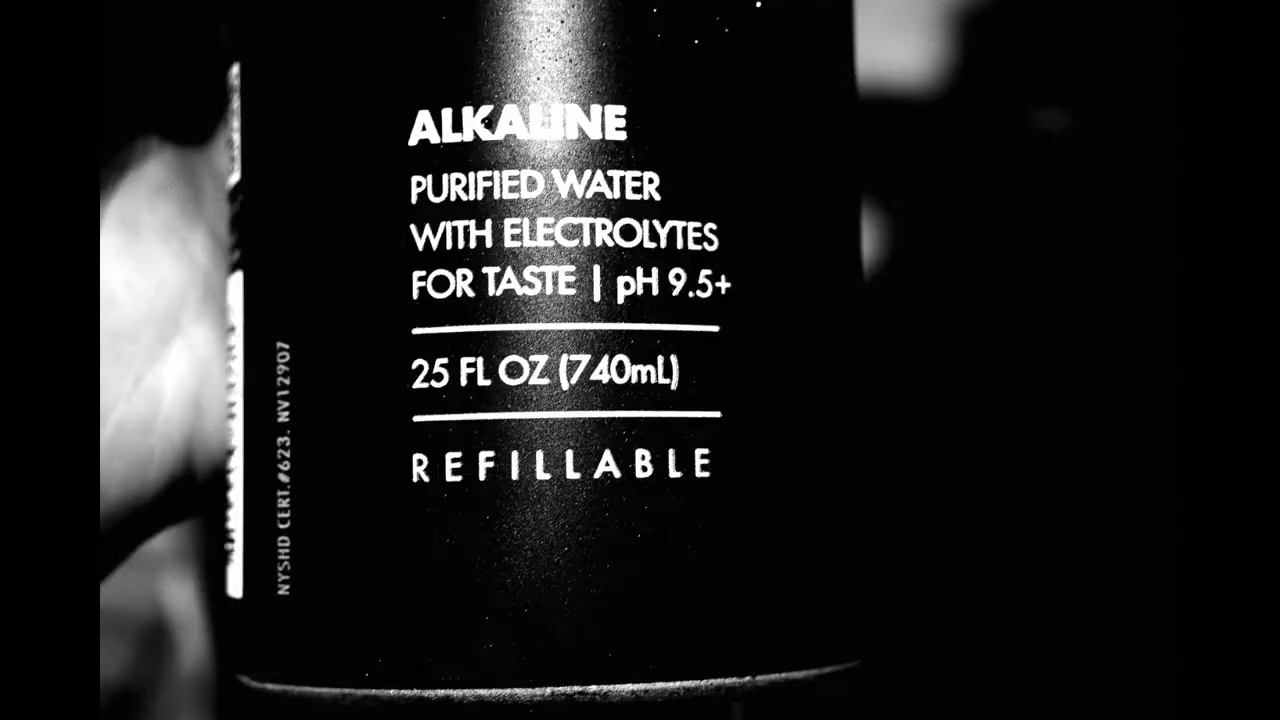 ALKALINE
PURIFIED WATER
WITH ELECTROLYTES
FOR TASTE | pH 9.5+
25 FL OZ (740mL)
REFILLABLE
NYSHD CERT.#623. NV12907